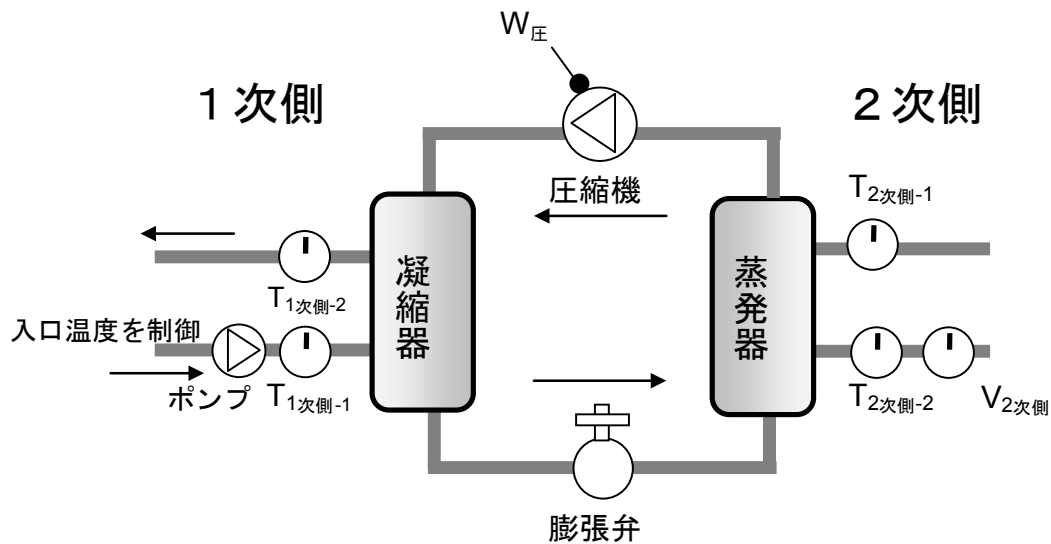 W圧
１次側
２次側
圧縮機
T2次側-1
凝縮器
蒸発器
T1次側-2
入口温度を制御
ポンプ
T1次側-1
T2次側-2
V2次側
膨張弁